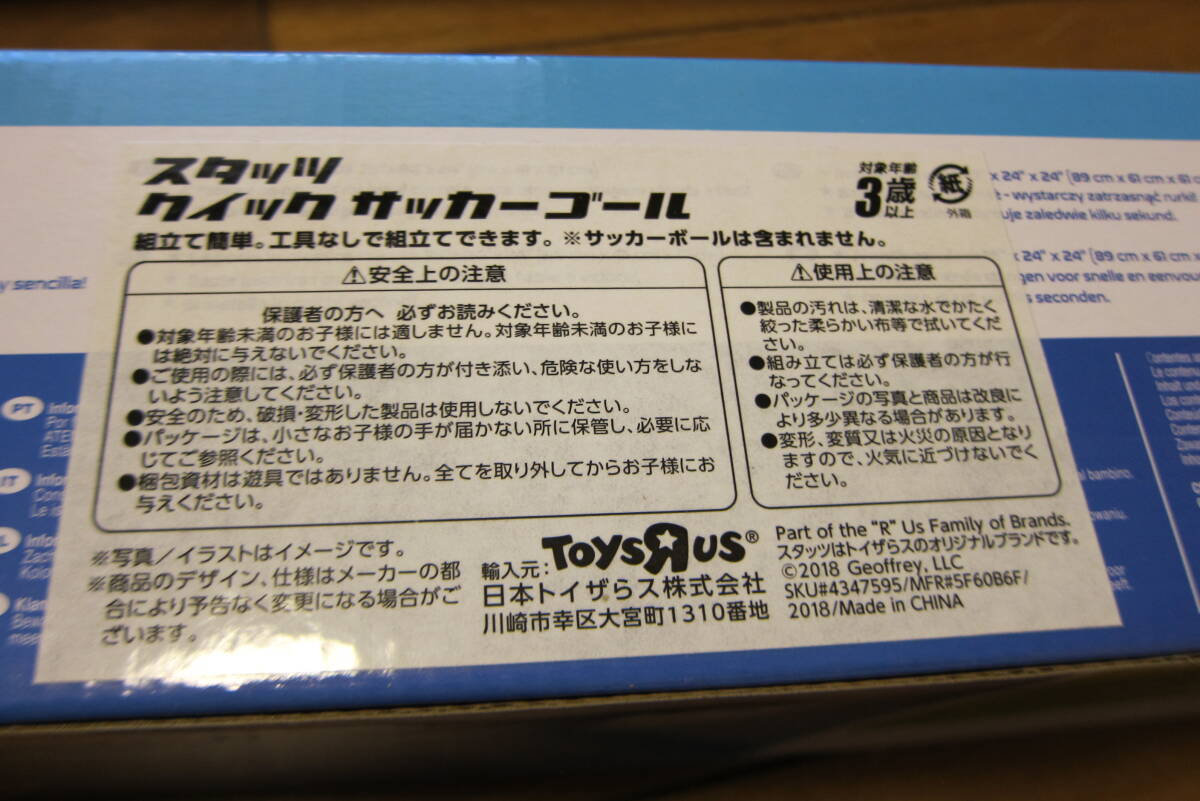 スタッツ
クイック サッカーゴール
対象年齢
3歳
以上
紙
外箱
組立て簡単。工具なしで組立てできます。※サッカーボールは含まれません。
⚠安全上の注意
保護者の方へ 必ずお読みください。
●対象年齢未満のお子様には適しません。対象年齢未満のお子様に
は絶対に与えないでください。
●ご使用の際には、必ず保護者の方が付き添い、危険な使い方をしな
いよう注意してください。
●安全のため、破損・変形した製品は使用しないでください。
●パッケージは、小さなお子様の手が届かない所に保管し、必要に応
じてご参照ください。
●梱包資材は遊具ではありません。全てを取り外してからお子様にお
与えください。
⚠使用上の注意
●製品の汚れは、清潔な水でかたく
絞った柔らかい布等で拭いてくだ
さい。
●組み立ては必ず保護者の方が行
なってください。
●パッケージの写真と商品は改良に
より多少異なる場合があります。
●変形、変質又は火災の原因となり
ますので、火気に近づけないでく
ださい。
※写真/イラストはイメージです。
※商品のデザイン、仕様はメーカーの都
合により予告なく変更になる場合がご
ざいます。
輸入元: TOYSЯUS®
日本トイザらス株式会社
川崎市幸区大宮町1310番地
Part of the "R" Us Family of Brands.
スタッツはトイザらスのオリジナルブランドです。
©2018 Geoffrey, LLC
SKU#4347595/MFR#5F60B6F/
2018/Made in CHINA
y sencilla!
x 24" x 24" (89 cm x 61 cm x 61 c
- wystarczy zatrzasnąć rurki!
uje zaledwie kilku sekund.
x 24" x 24" (89 cm x 61 cm x
gen voor snelle en eenvou
s seconden.
PT
IT
bambino.